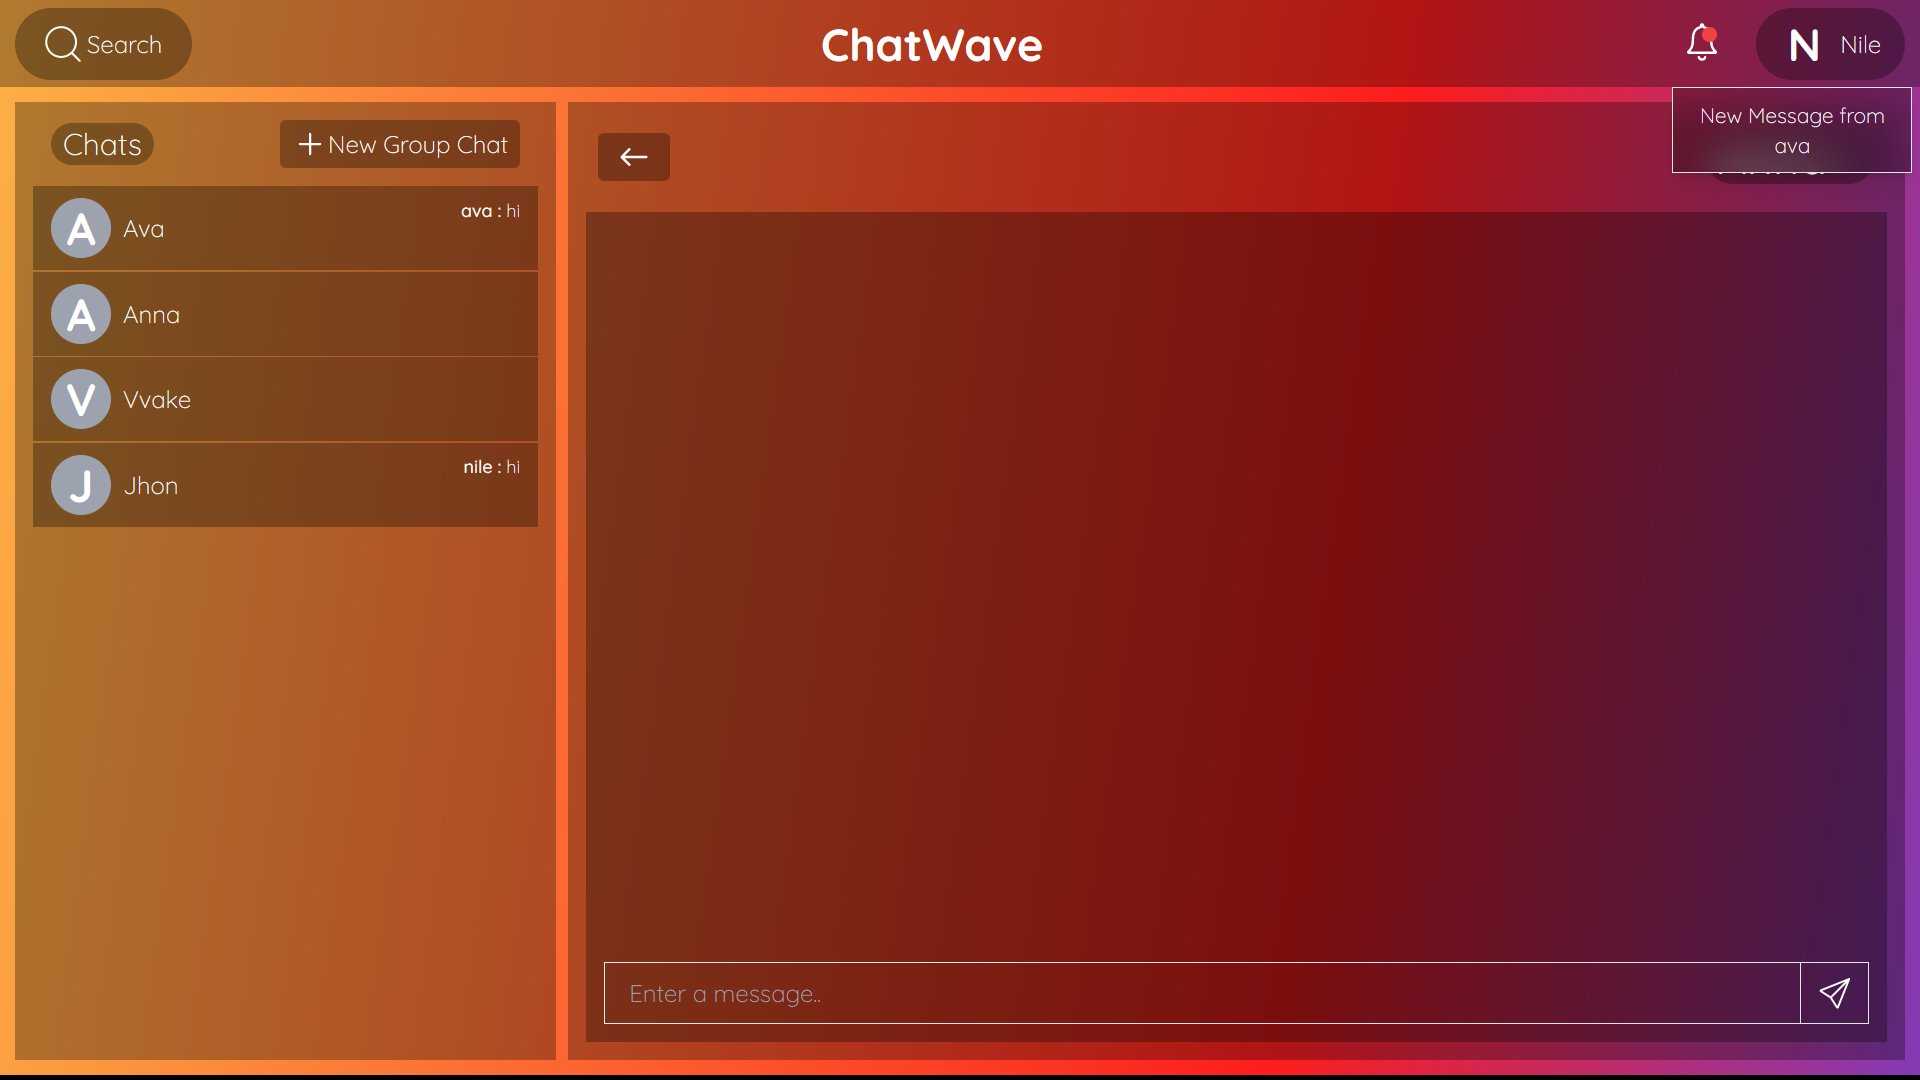 Search
ChatWave
N Nile
New Message from
ava
Chats
New Group Chat
A Ava
ava : hi
A Anna
V Vvake
J Jhon
nile : hi
Enter a message..